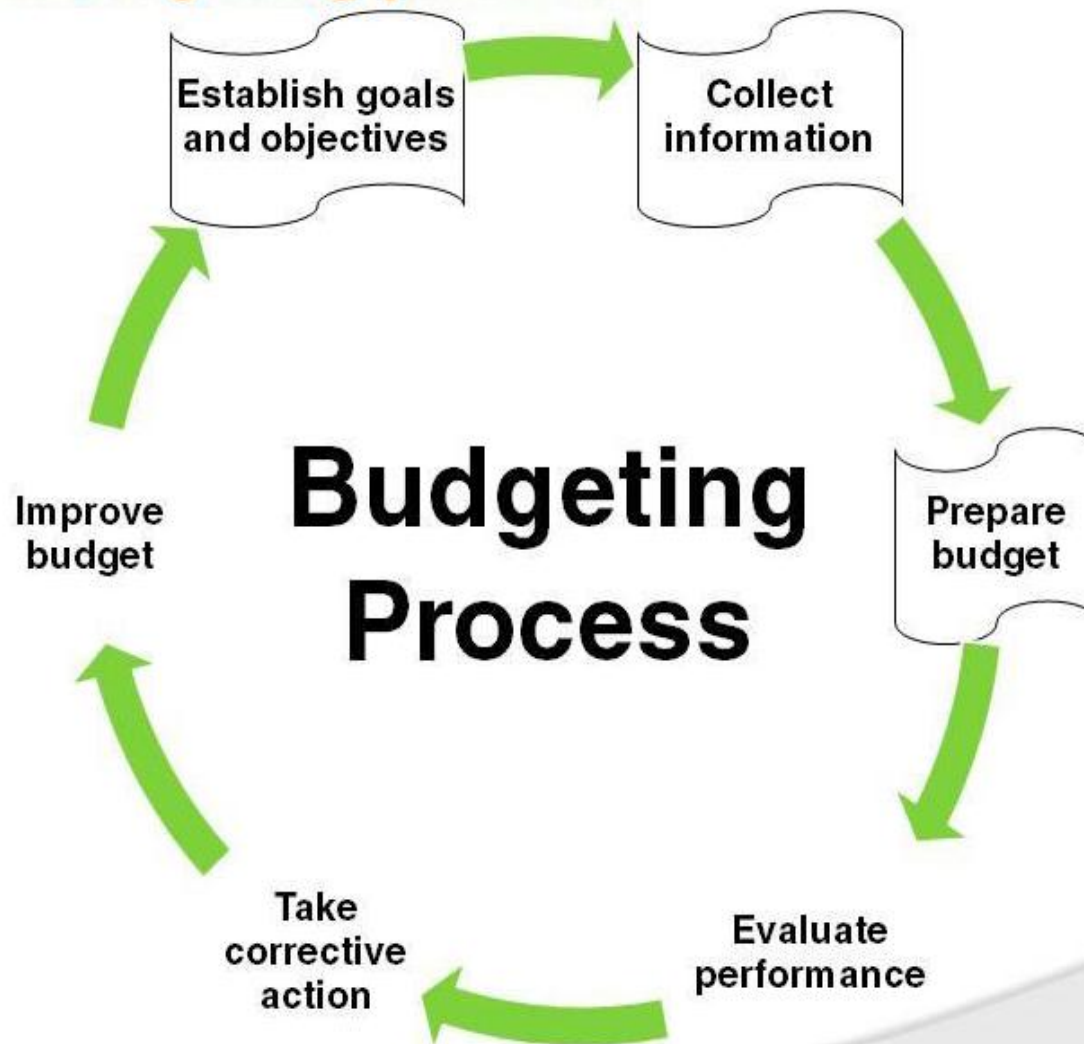 Establish goals
and objectives
Collect
information
Prepare
budget
Evaluate
performance
Take
corrective
action
Improve
budget
Budgeting
Process